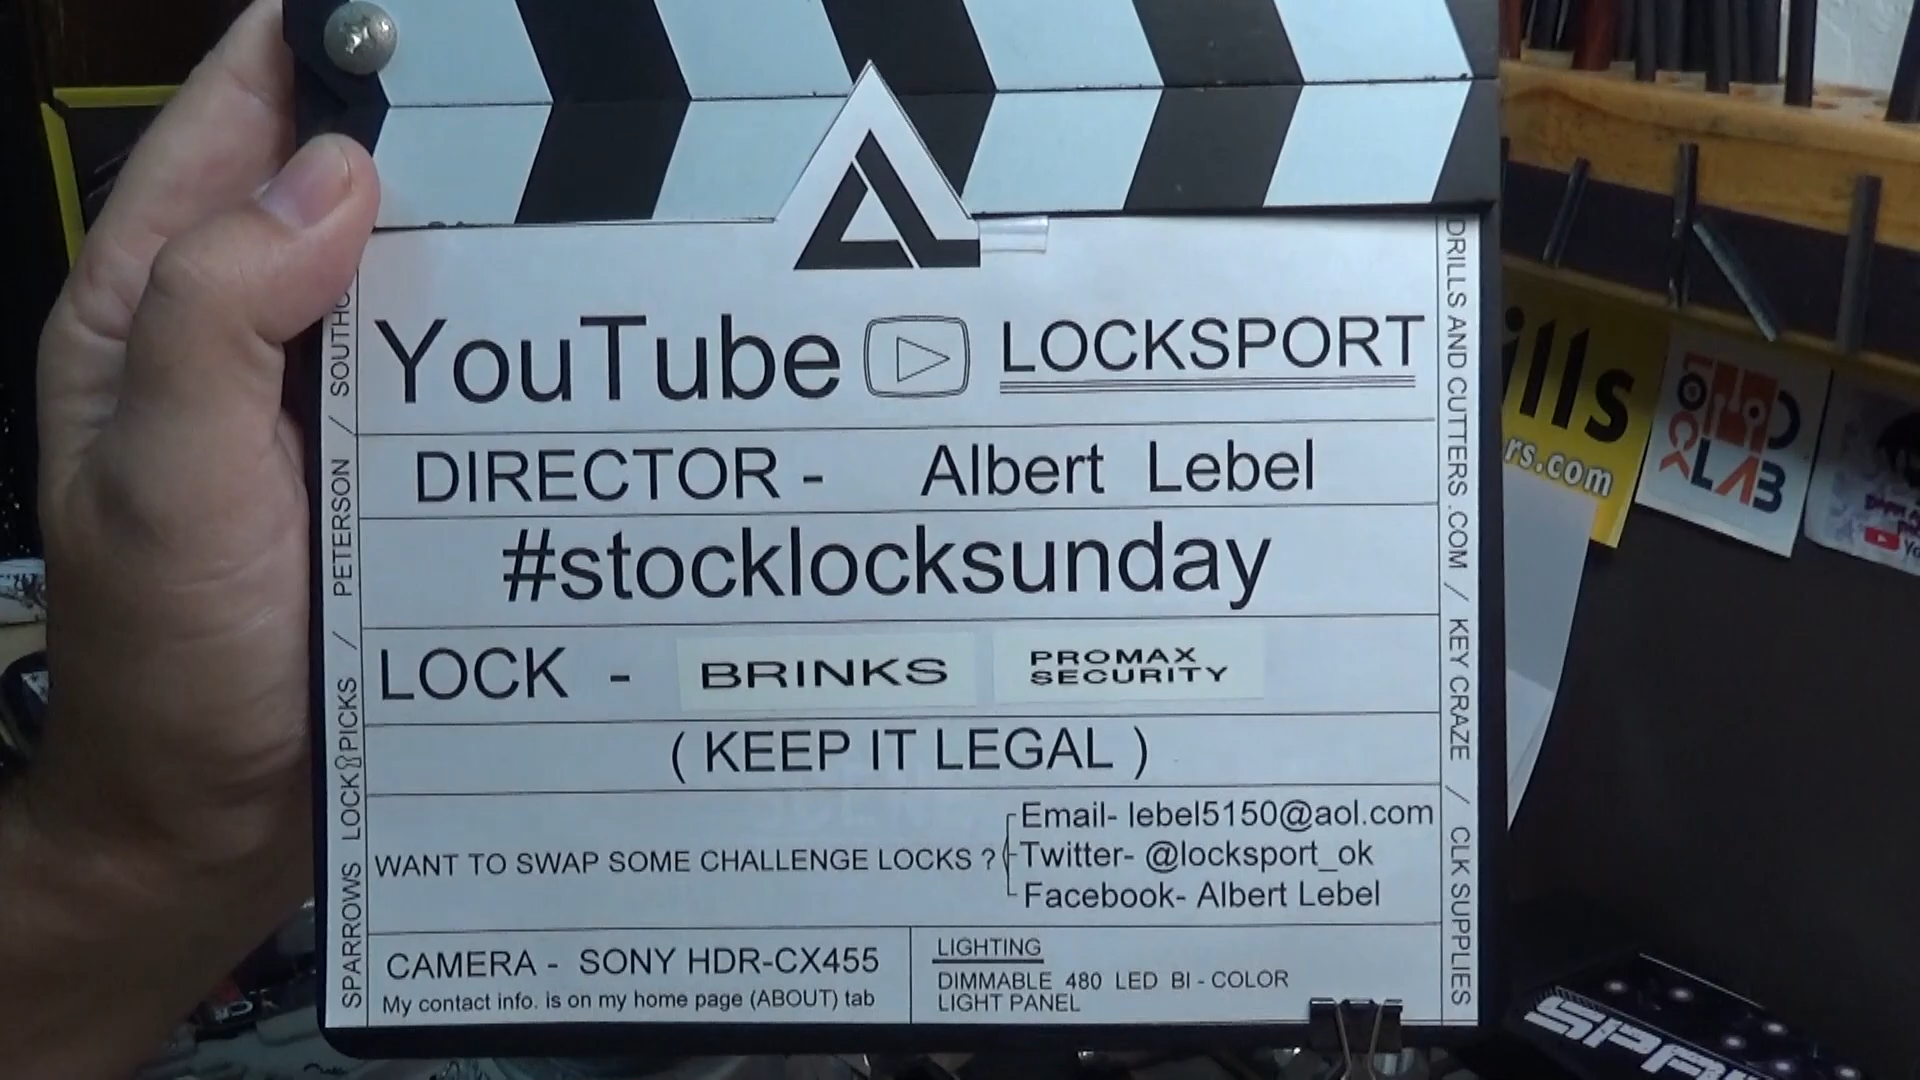 YouTube LOCKSPORT
DIRECTOR - Albert Lebel
#stocklocksunday
LOCK - BRINKS PROMAX SECURITY
( KEEP IT LEGAL )
WANT TO SWAP SOME CHALLENGE LOCKS ?
Email- lebel5150@aol.com
Twitter- @locksport_ok
Facebook- Albert Lebel
CAMERA - SONY HDR-CX455
My contact info. is on my home page (ABOUT) tab
LIGHTING
DIMMABLE 480 LED BI - COLOR
LIGHT PANEL
SPARROWS LOCK PICKS / PETERSON /
DRILLS AND CUTTERS .COM / KEY CRAZE / CLK SUPPLIES
rs.com
LAB